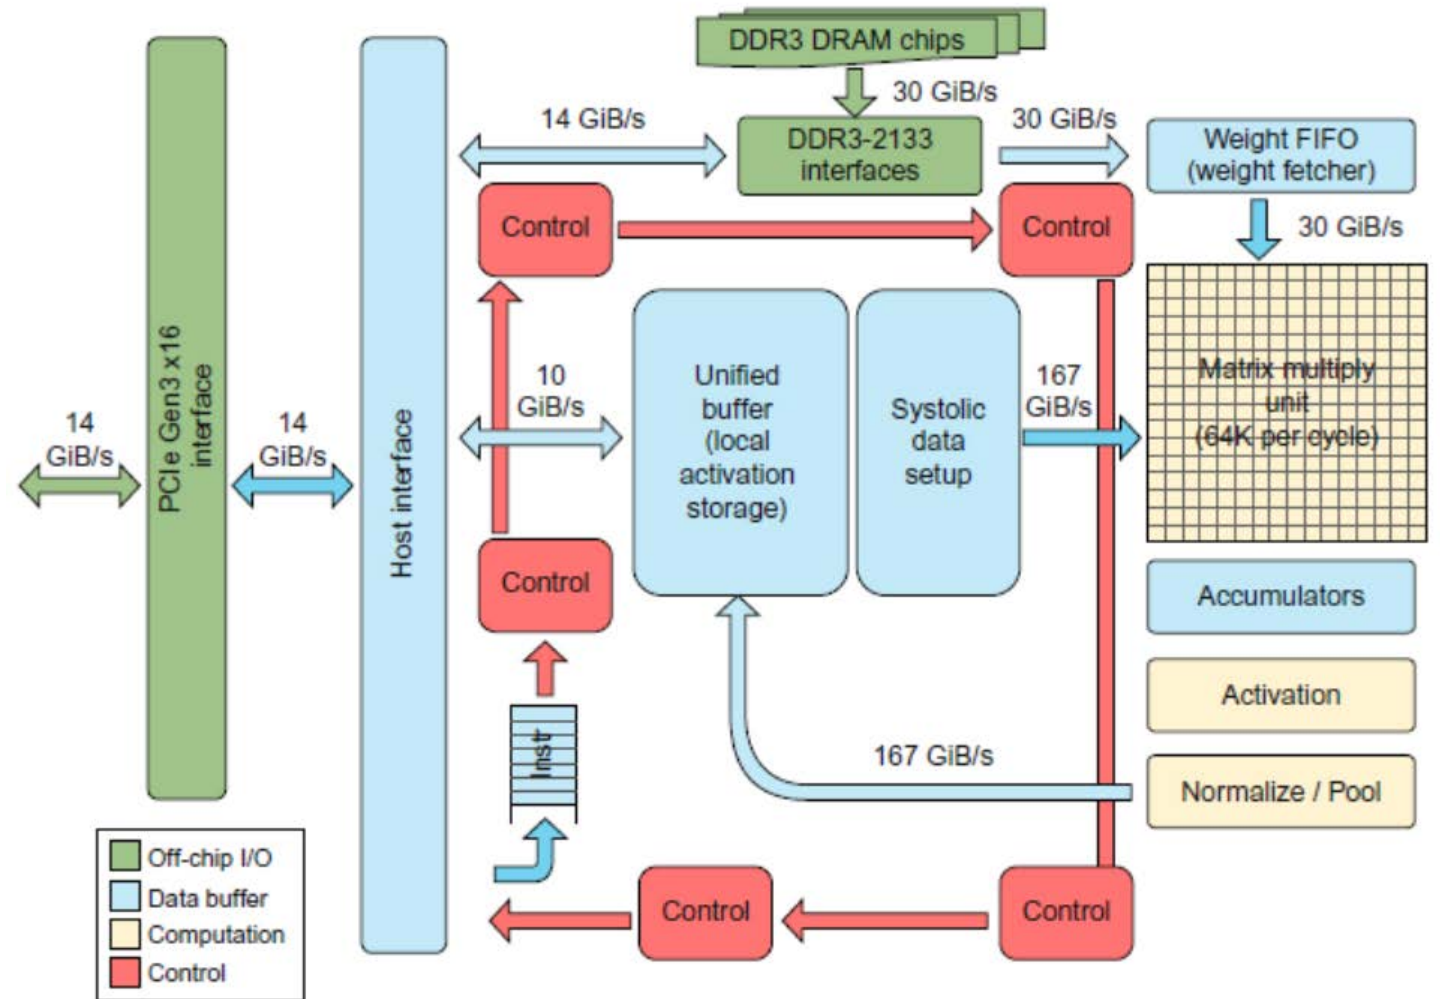 DDR3 DRAM chips
30 GiB/s
14 GiB/s
DDR3-2133
interfaces
30 GiB/s
Weight FIFO
(weight fetcher)
30 GiB/s
Control
Control
PCIe Gen3 x16
interface
Host interface
14
GiB/s
14
GiB/s
10
GiB/s
Unified
buffer
(local
activation
storage)
Systolic
data
setup
167
GiB/s
Matrix multiply
unit
(64K per cycle)
Control
Accumulators
Activation
Instr
167 GiB/s
Normalize / Pool
Control
Control
Off-chip I/O
Data buffer
Computation
Control